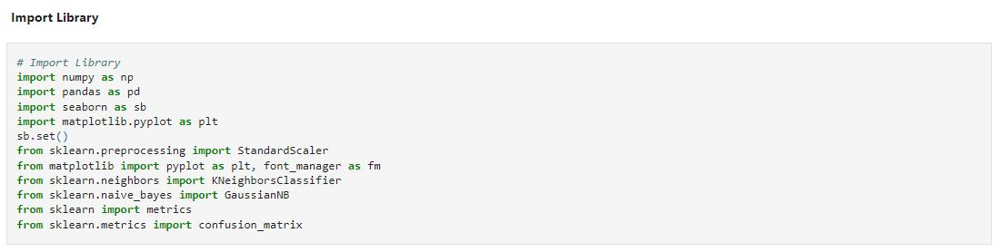 Import Library
# Import Library
import numpy as np
import pandas as pd
import seaborn as sb
import matplotlib.pyplot as plt
sb.set()
from sklearn.preprocessing import StandardScaler
from matplotlib import pyplot as plt, font_manager as fm
from sklearn.neighbors import KNeighborsClassifier
from sklearn.naive_bayes import GaussianNB
from sklearn import metrics
from sklearn.metrics import confusion_matrix